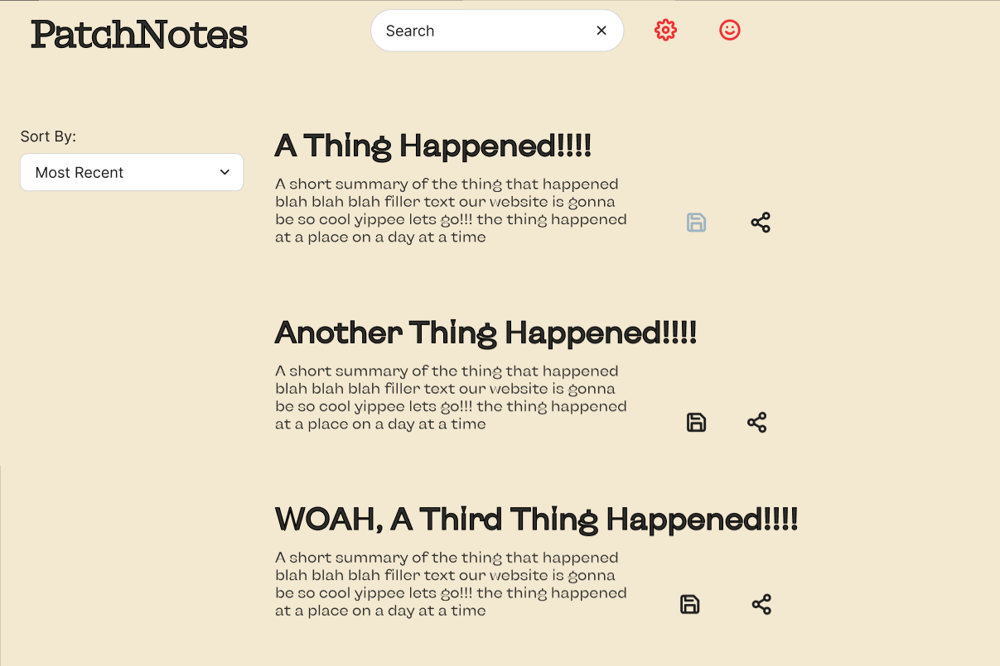 PatchNotes
Search
Sort By:
Most Recent
A Thing Happened!!!!
A short summary of the thing that happened
blah blah blah filler text our website is gonna
be so cool yippee lets go!!! the thing happened
at a place on a day at a time
Another Thing Happened!!!!
A short summary of the thing that happened
blah blah blah filler text our website is gonna
be so cool yippee lets go!!! the thing happened
at a place on a day at a time
WOAH, A Third Thing Happened!!!!
A short summary of the thing that happened
blah blah blah filler text our website is gonna
be so cool yippee lets go!!! the thing happened
at a place on a day at a time